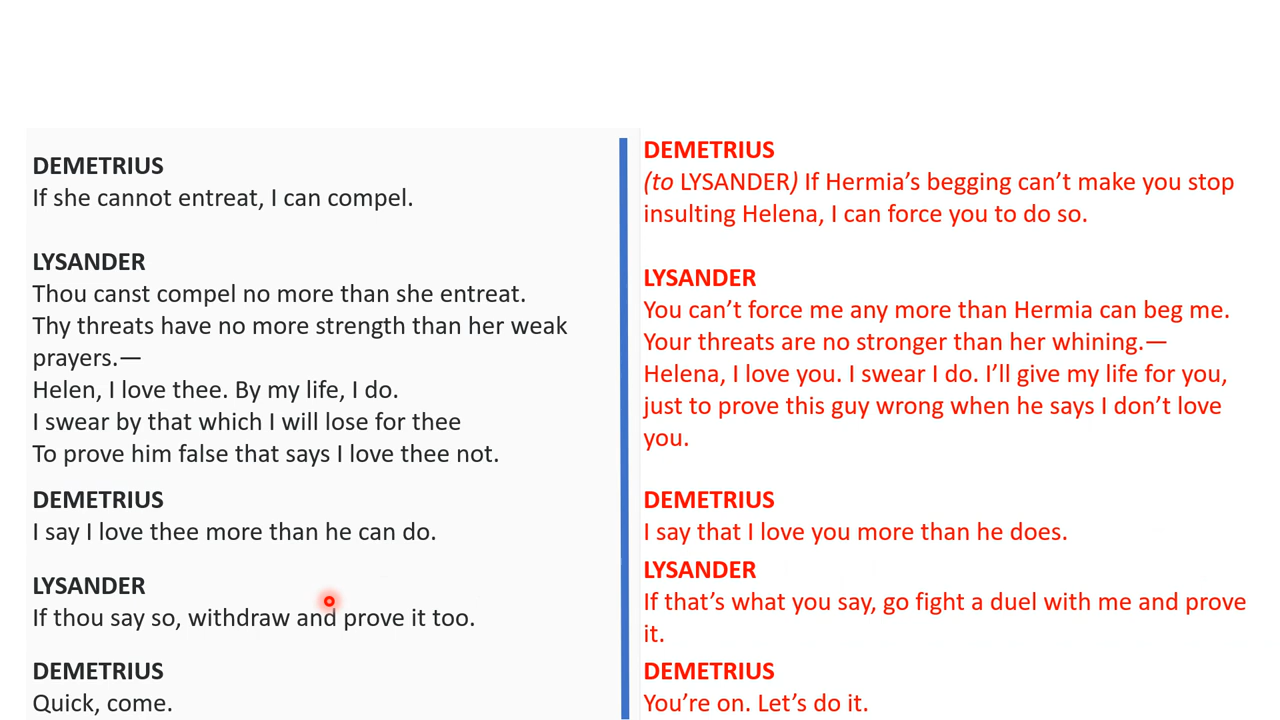 DEMETRIUS
If she cannot entreat, I can compel.
LYSANDER
Thou canst compel no more than she entreat.
Thy threats have no more strength than her weak
prayers.—
Helen, I love thee. By my life, I do.
I swear by that which I will lose for thee
To prove him false that says I love thee not.
DEMETRIUS
I say I love thee more than he can do.
LYSANDER
If thou say so, withdraw and prove it too.
DEMETRIUS
Quick, come.
DEMETRIUS
(to LYSANDER) If Hermia’s begging can’t make you stop
insulting Helena, I can force you to do so.
LYSANDER
You can’t force me any more than Hermia can beg me.
Your threats are no stronger than her whining.—
Helena, I love you. I swear I do. I’ll give my life for you,
just to prove this guy wrong when he says I don’t love
you.
DEMETRIUS
I say that I love you more than he does.
LYSANDER
If that’s what you say, go fight a duel with me and prove
it.
DEMETRIUS
You’re on. Let’s do it.